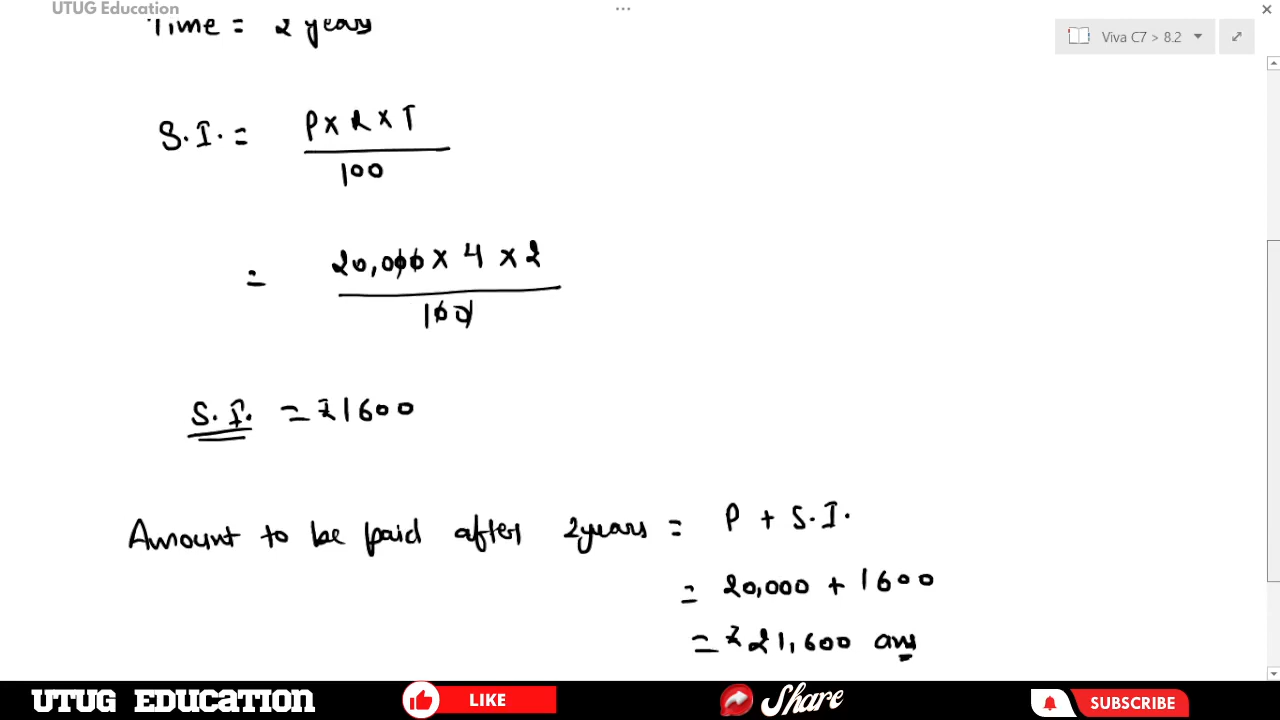 UTUG Education
...
Time = 2 years
Viva C7 > 8.2
S.I. = P x R x T
100
= 20,000 x 4 x 2
100
S.I. = ₹1600
Amount to be paid after 2years = P + S.I.
= 20,000 + 1600
= ₹21,600 ans
UTUG EDUCATION LIKE Share SUBSCRIBE